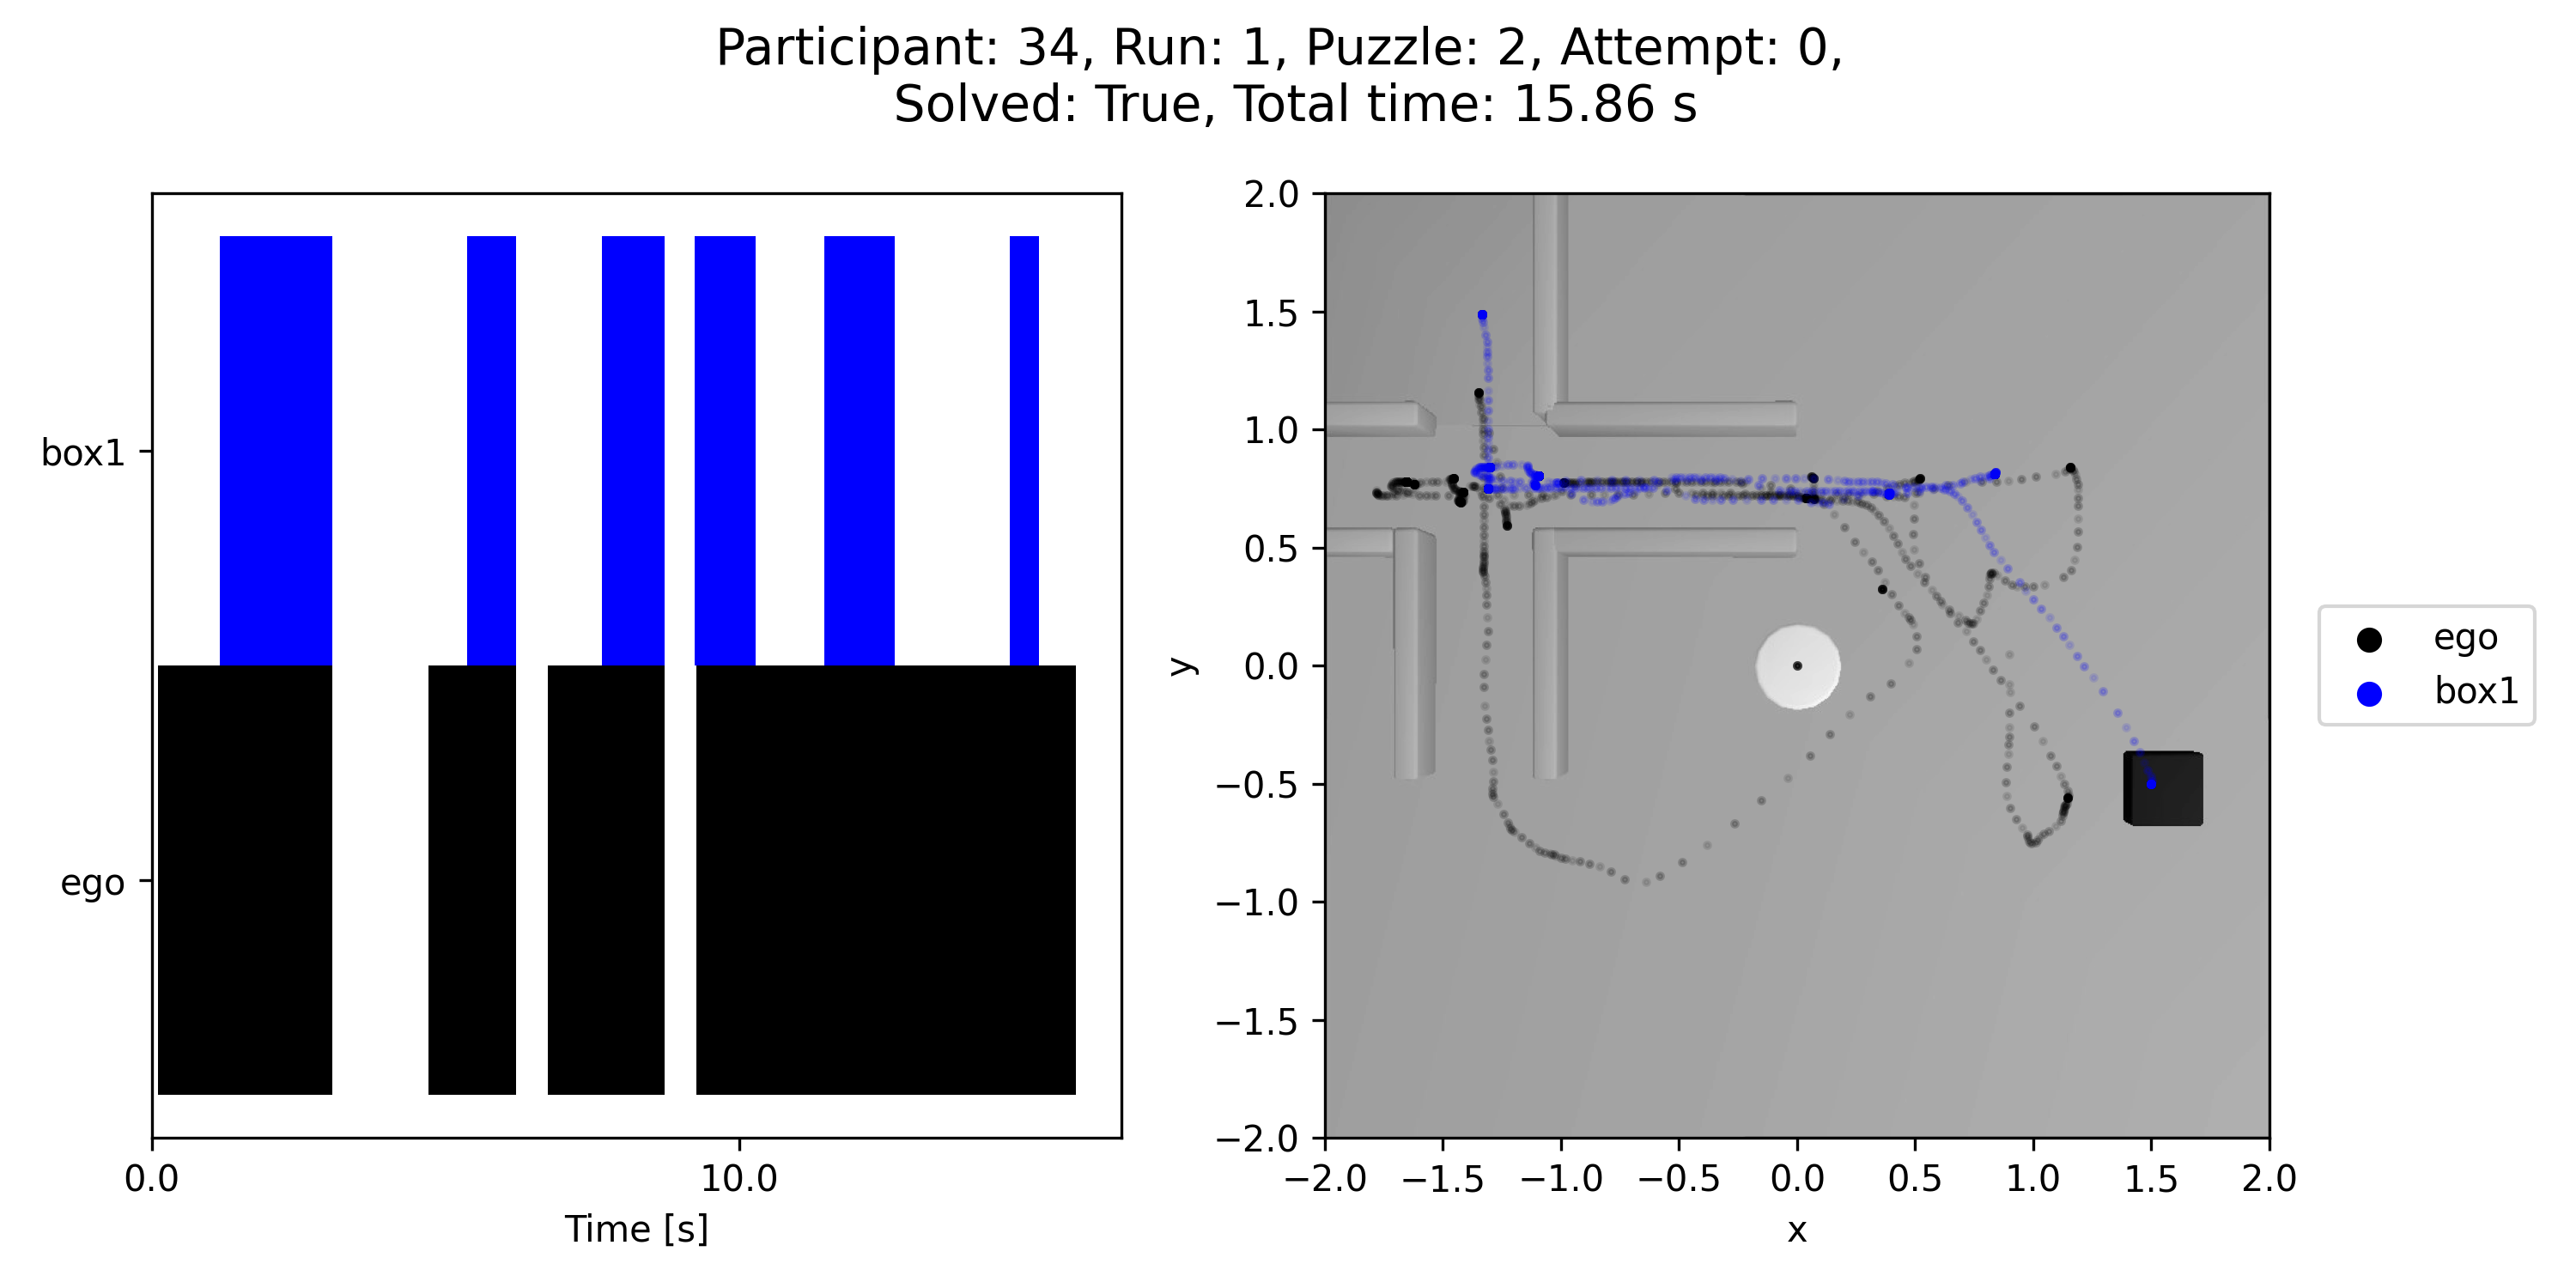 Participant: 34, Run: 1, Puzzle: 2, Attempt: 0,
Solved: True, Total time: 15.86 s
box1
ego
0.0
10.0
Time [s]
2.0
1.5
1.0
0.5
0.0
−0.5
−1.0
−1.5
−2.0
y
−2.0
−1.5
−1.0
−0.5
0.0
0.5
1.0
1.5
2.0
x
ego
box1